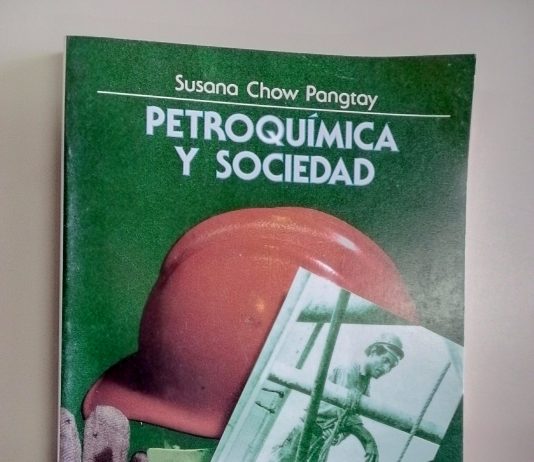 Susana Chow Pangtay
PETROQUÍMICA
Y SOCIEDAD